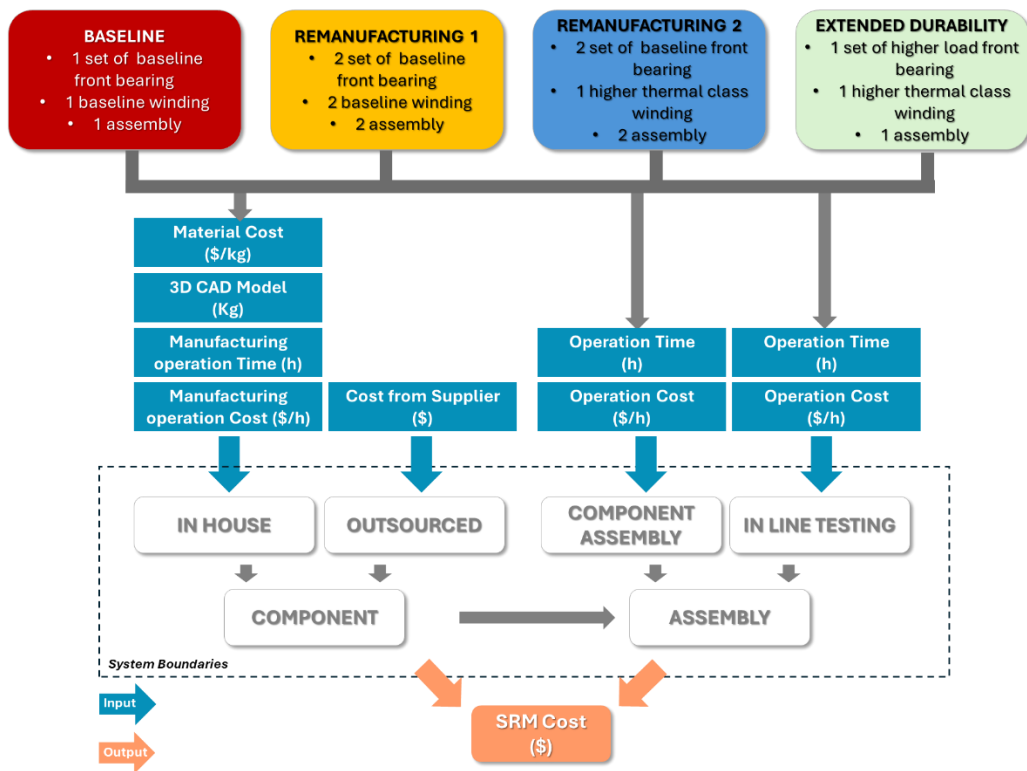 BASELINE
• 1 set of baseline
front bearing
• 1 baseline winding
• 1 assembly
REMANUFACTURING 1
• 2 set of baseline
front bearing
• 2 baseline winding
• 2 assembly
REMANUFACTURING 2
• 2 set of baseline front
bearing
• 1 higher thermal class
winding
• 2 assembly
EXTENDED DURABILITY
• 1 set of higher load front
bearing
• 1 higher thermal class
winding
• 1 assembly
Material Cost
($/kg)
3D CAD Model
(Kg)
Manufacturing
operation Time (h)
Manufacturing
operation Cost ($/h)
Cost from Supplier
($)
Operation Time
(h)
Operation Cost
($/h)
Operation Time
(h)
Operation Cost
($/h)
IN HOUSE
OUTSOURCED
COMPONENT
ASSEMBLY
IN LINE TESTING
COMPONENT
ASSEMBLY
System Boundaries
Input
Output
SRM Cost
($)